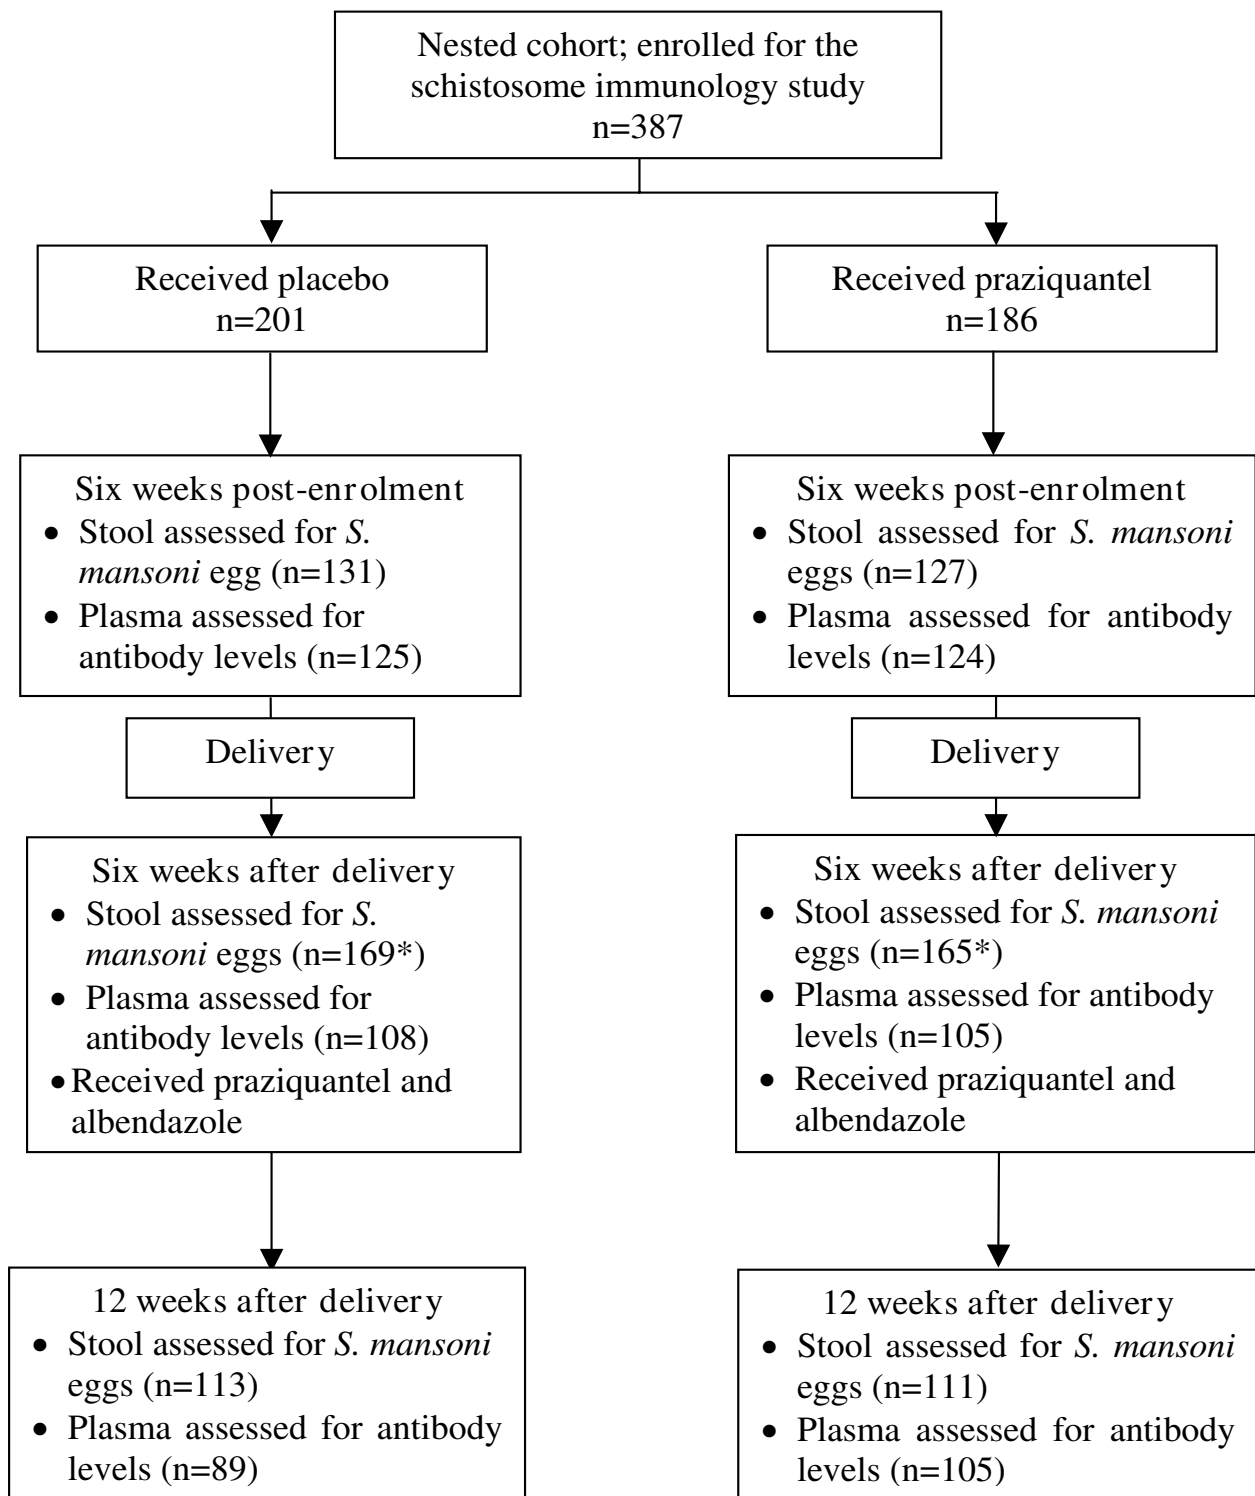 Nested cohort; enrolled for the
schistosome immunology study
n=387
Received placebo
n=201
Received praziquantel
n=186
Six weeks post-enrolment
• Stool assessed for S.
mansoni egg (n=131)
• Plasma assessed for
antibody levels (n=125)
Six weeks post-enrolment
• Stool assessed for S. mansoni
eggs (n=127)
• Plasma assessed for antibody
levels (n=124)
Delivery
Delivery
Six weeks after delivery
• Stool assessed for S.
mansoni eggs (n=169*)
• Plasma assessed for
antibody levels (n=108)
• Received praziquantel and
albendazole
Six weeks after delivery
• Stool assessed for S. mansoni
eggs (n=165*)
• Plasma assessed for antibody
levels (n=105)
• Received praziquantel and
albendazole
12 weeks after delivery
• Stool assessed for S. mansoni
eggs (n=113)
• Plasma assessed for antibody
levels (n=89)
12 weeks after delivery
• Stool assessed for S. mansoni
eggs (n=111)
• Plasma assessed for antibody
levels (n=105)